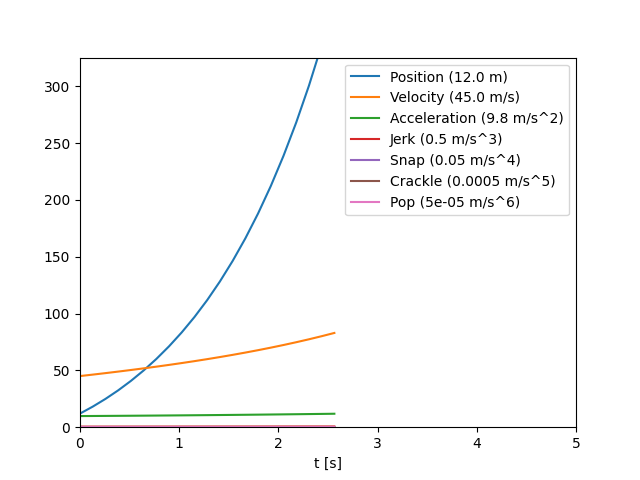 300
250
200
150
100
50
0
0 1 2 3 4 5
t [s]
Position (12.0 m)
Velocity (45.0 m/s)
Acceleration (9.8 m/s^2)
Jerk (0.5 m/s^3)
Snap (0.05 m/s^4)
Crackle (0.0005 m/s^5)
Pop (5e-05 m/s^6)